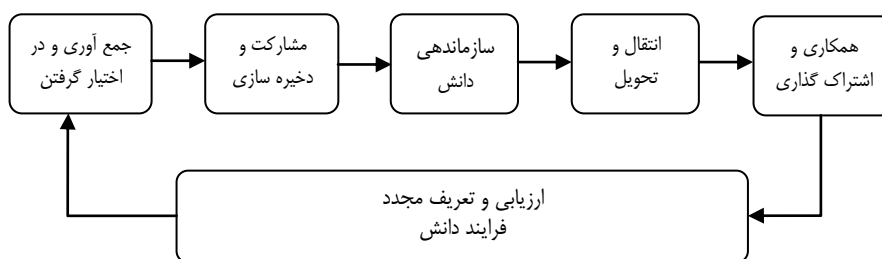 جمع آوری و در
اختیار گرفتن
مشارکت و
ذخیره سازی
سازماندهی
دانش
انتقال و
تحویل
همکاری و
اشتراک گذاری
ارزیابی و تعریف مجدد
فرایند دانش